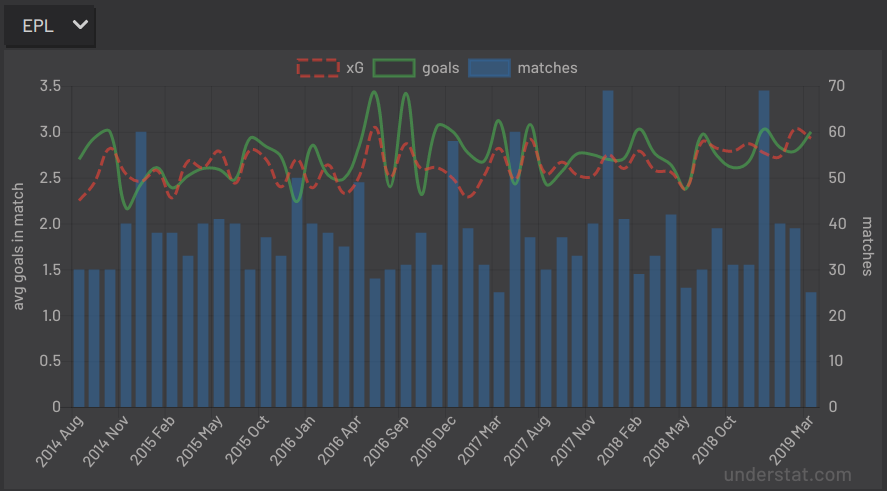 EPL
xG goals matches
3.5 70
3.0 60
2.5 50
2.0 40
1.5 30
1.0 20
0.5 10
0 0
avg goals in match
matches
2014 Aug 2014 Nov 2015 Feb 2015 May 2015 Oct 2016 Jan 2016 Apr 2016 Sep 2016 Dec 2017 Mar 2017 Aug 2017 Nov 2018 Feb 2018 May 2018 Oct 2019 Mar
understat.com